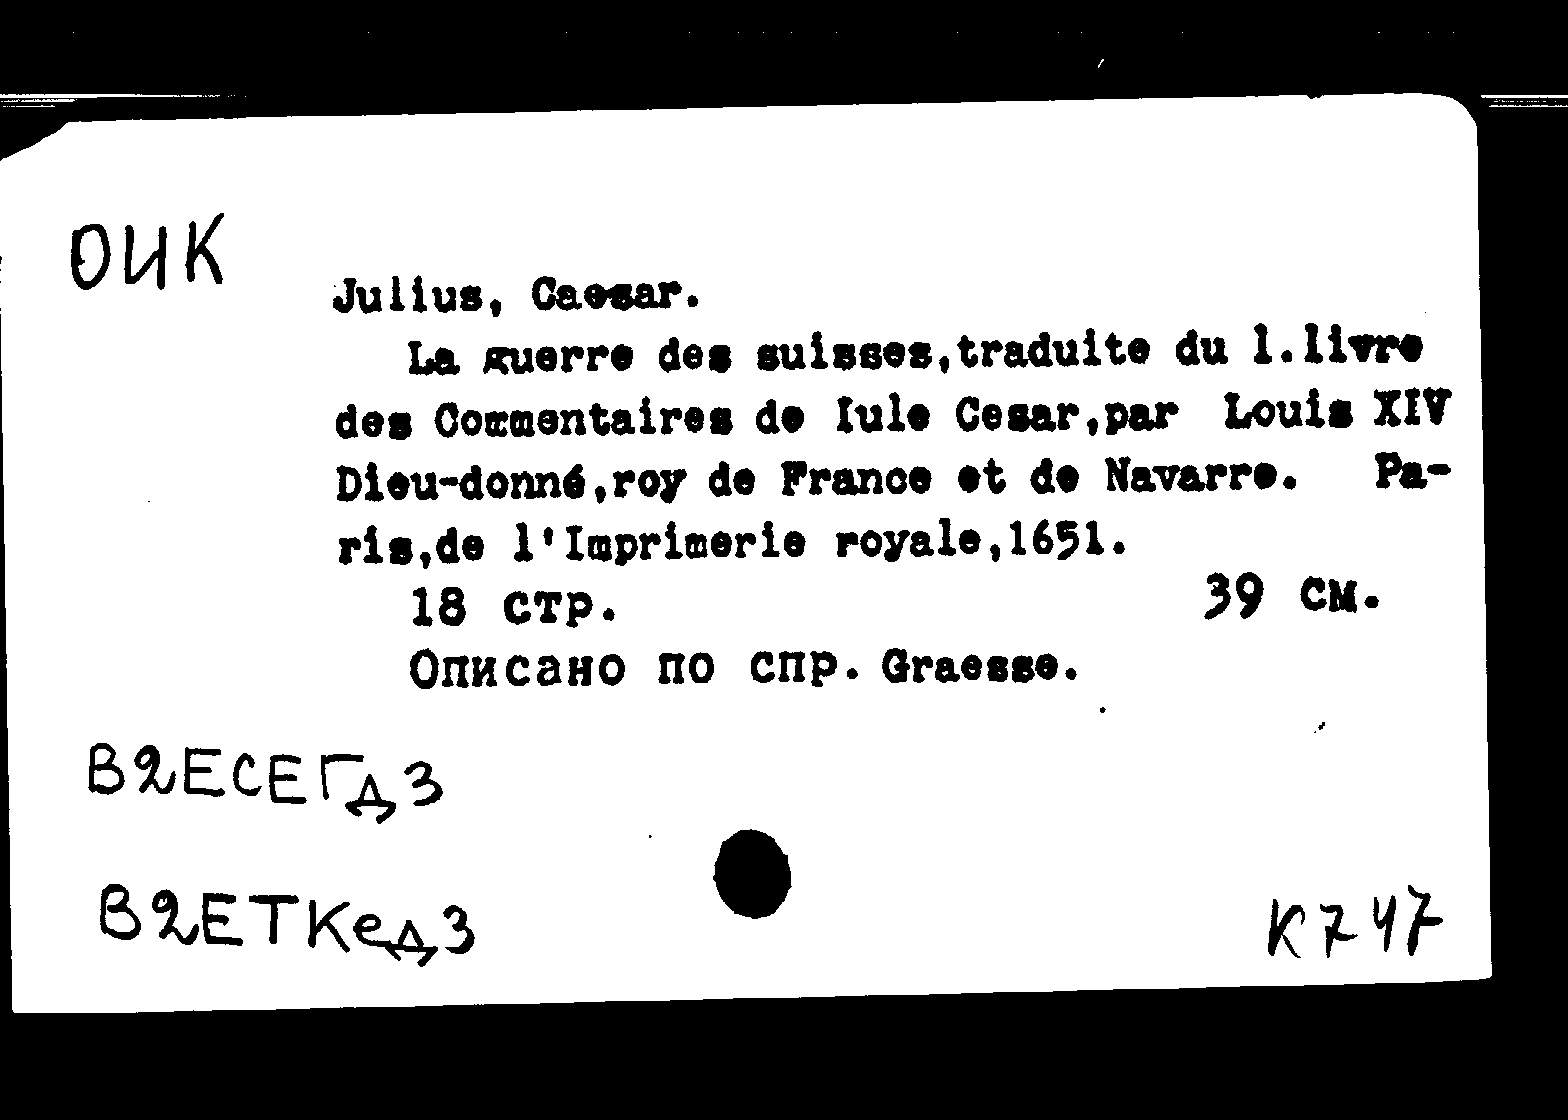 ОИК
Julius, Caesar.
La guerre des suisses,traduite du 1.livre
des Commentaires de Iule Cesar,par Louis XIV
Dieu-donné,roy de France et de Navarre. Pa-
ris,de l'Imprimerie royale,1651.
18 стр. 39 см.
Описано по спр. Graesse.
В2ЕСЕГД3
В2ЕТКеД3
К747